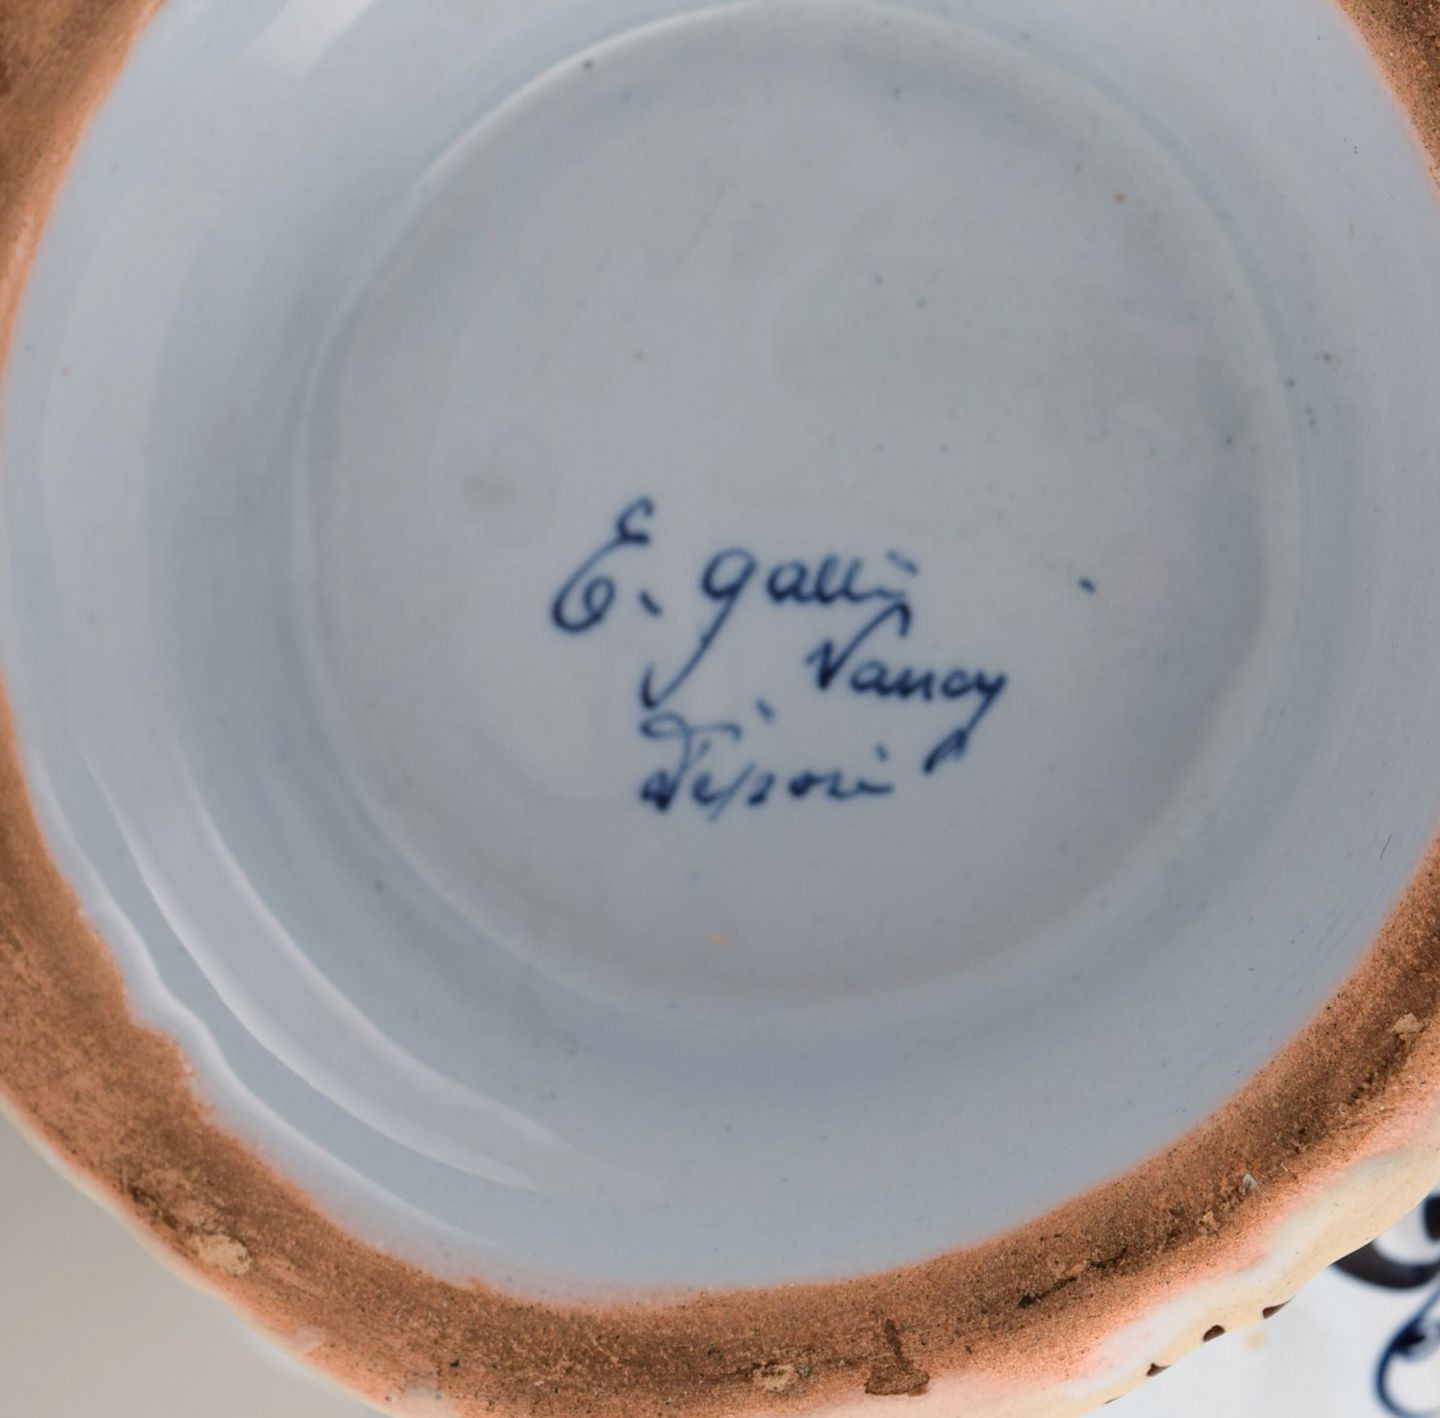 E. Gallé
Nancy
Déposé